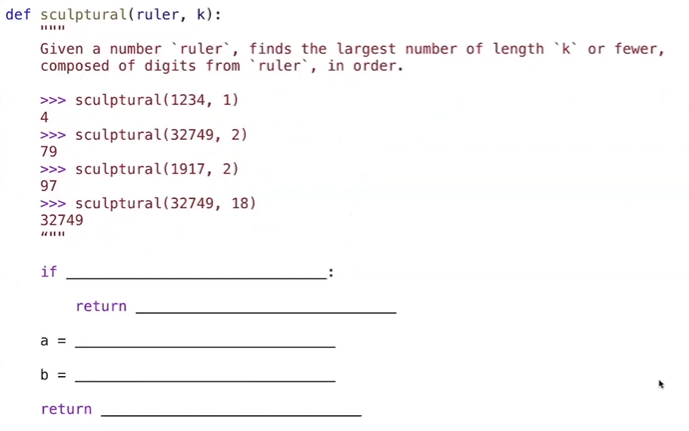 def sculptural(ruler, k):
"""
Given a number `ruler`, finds the largest number of length `k` or fewer,
composed of digits from `ruler`, in order.
>>> sculptural(1234, 1)
4
>>> sculptural(32749, 2)
79
>>> sculptural(1917, 2)
97
>>> sculptural(32749, 18)
32749
“""
if ______________________________:
return ______________________________
a = ______________________________
b = ______________________________
return ______________________________